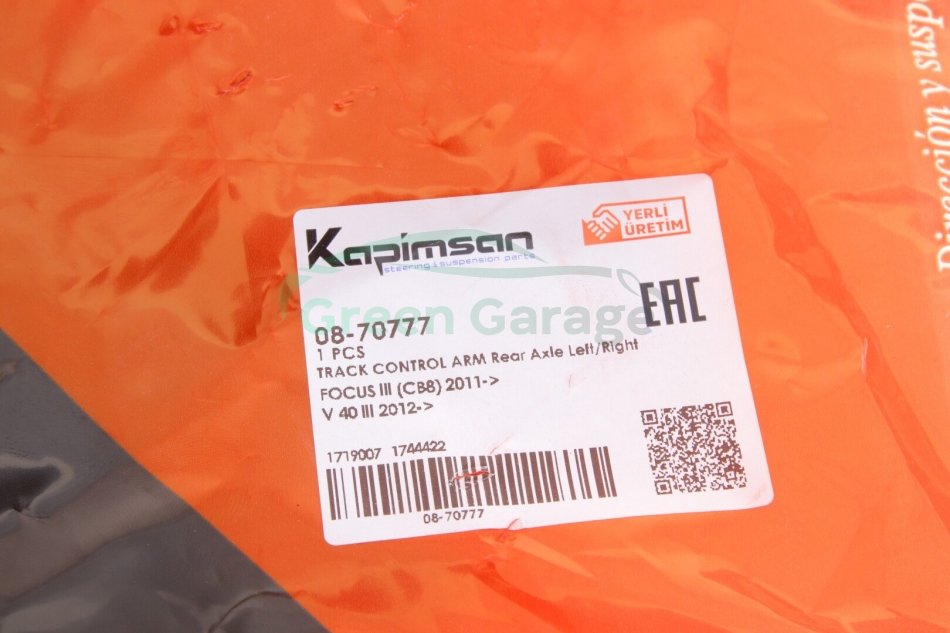 Kapimsan
steering & suspension parts
YERLİ
ÜRETİM
EAC
Green Garage
08-70777
1 PCS
TRACK CONTROL ARM Rear Axle Left/Right
FOCUS III (CB8) 2011->
V 40 III 2012->
1719007 1744422
08-70777
Dirección y